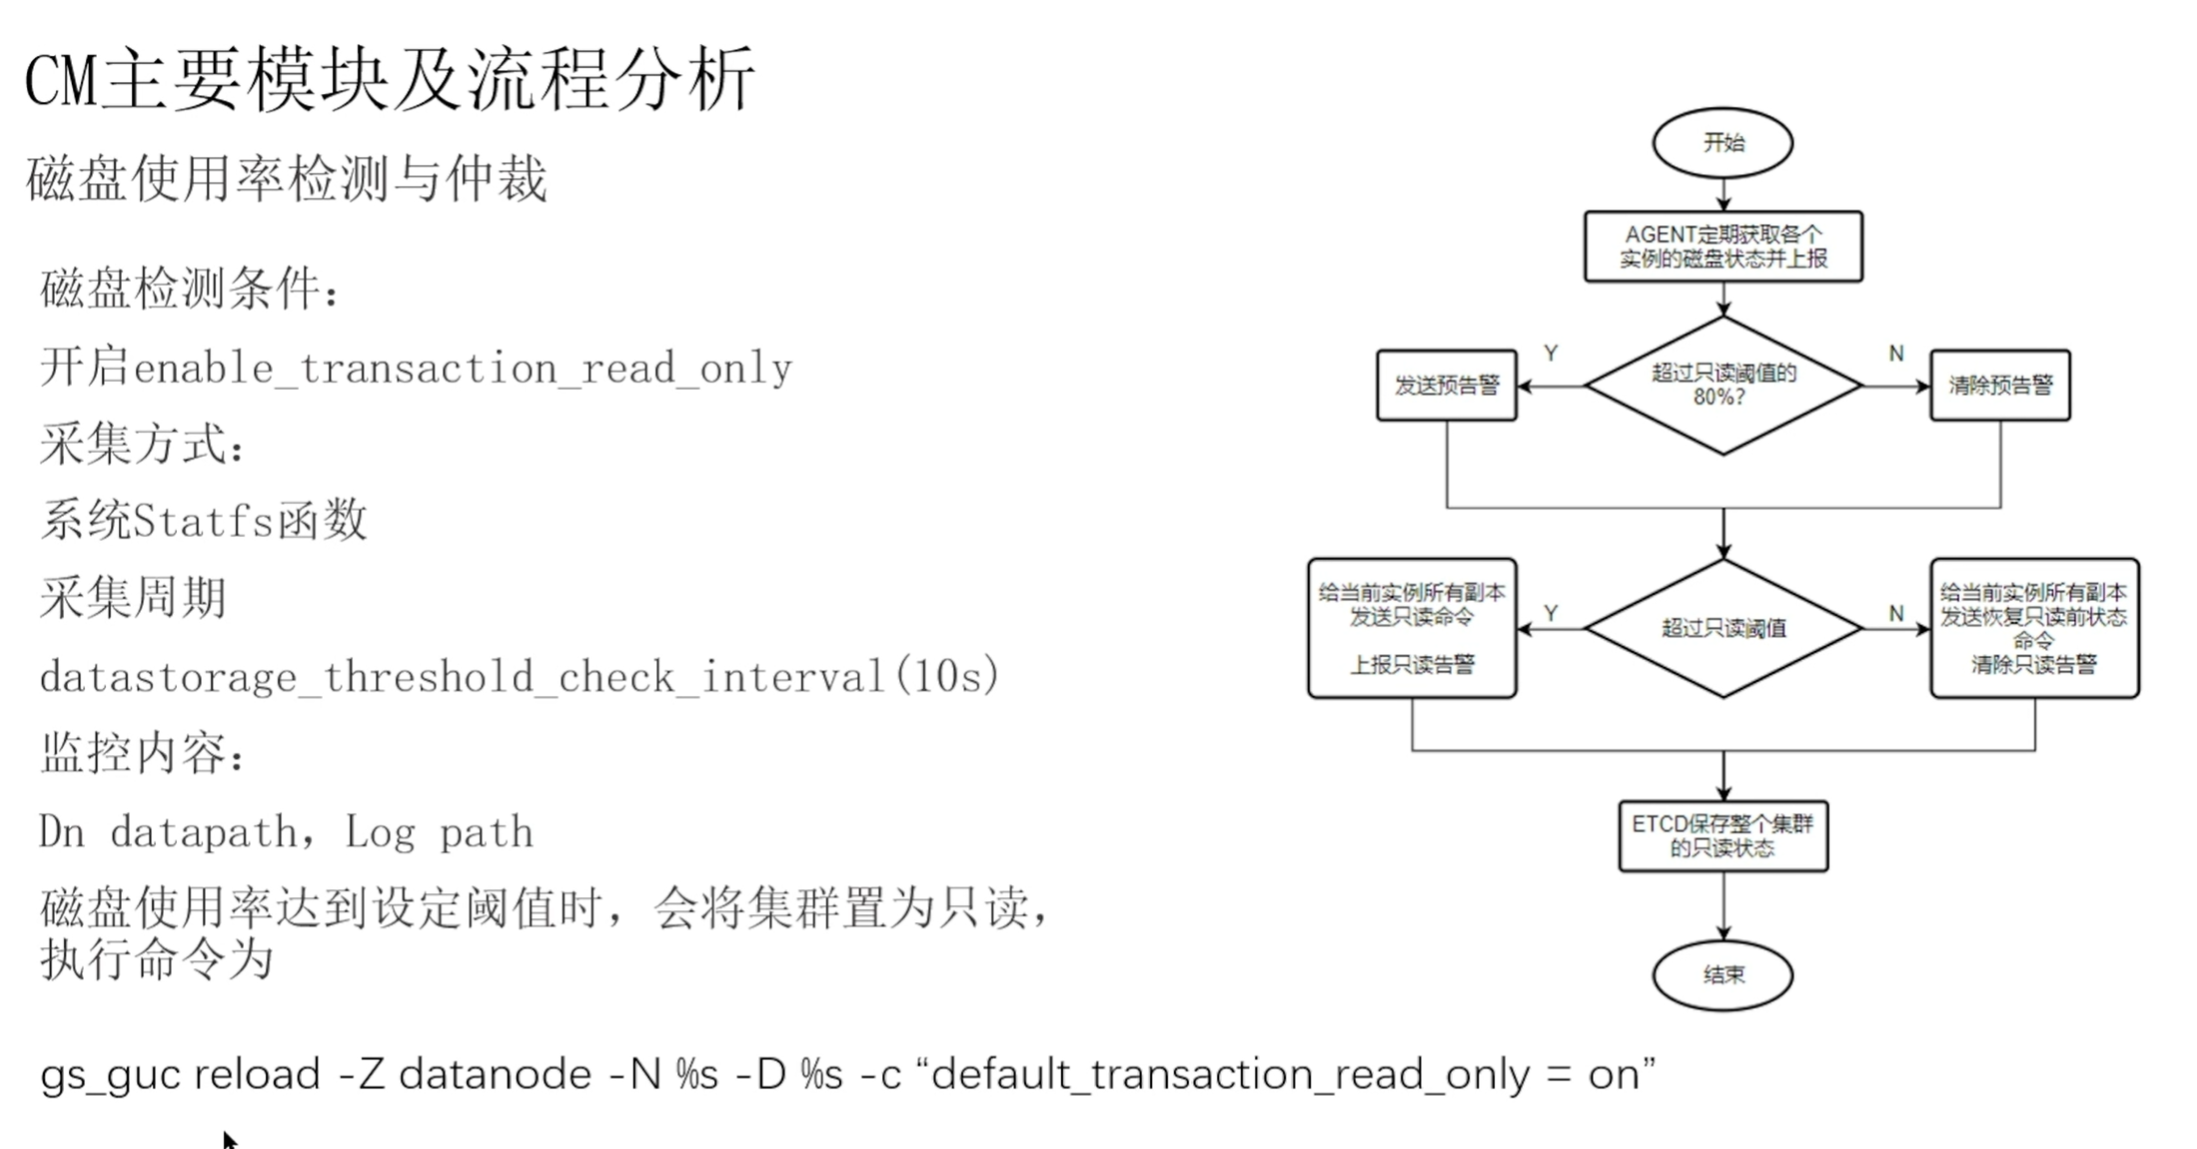 CM主要模块及流程分析
磁盘使用率检测与仲裁
磁盘检测条件：
开启enable_transaction_read_only
采集方式：
系统Statfs函数
采集周期
datastorage_threshold_check_interval(10s)
监控内容：
Dn datapath，Log path
磁盘使用率达到设定阈值时，会将集群置为只读，
执行命令为
gs_guc reload -Z datanode -N %s -D %s -c “default_transaction_read_only = on”
开始
AGENT定期获取各个
实例的磁盘状态并上报
超过只读阈值的
80%?
Y
发送预告警
N
清除预告警
超过只读阈值
Y
给当前实例所有副本
发送只读命令
上报只读告警
N
给当前实例所有副本
发送恢复只读前状态
命令
清除只读告警
ETCD保存整个集群
的只读状态
结束